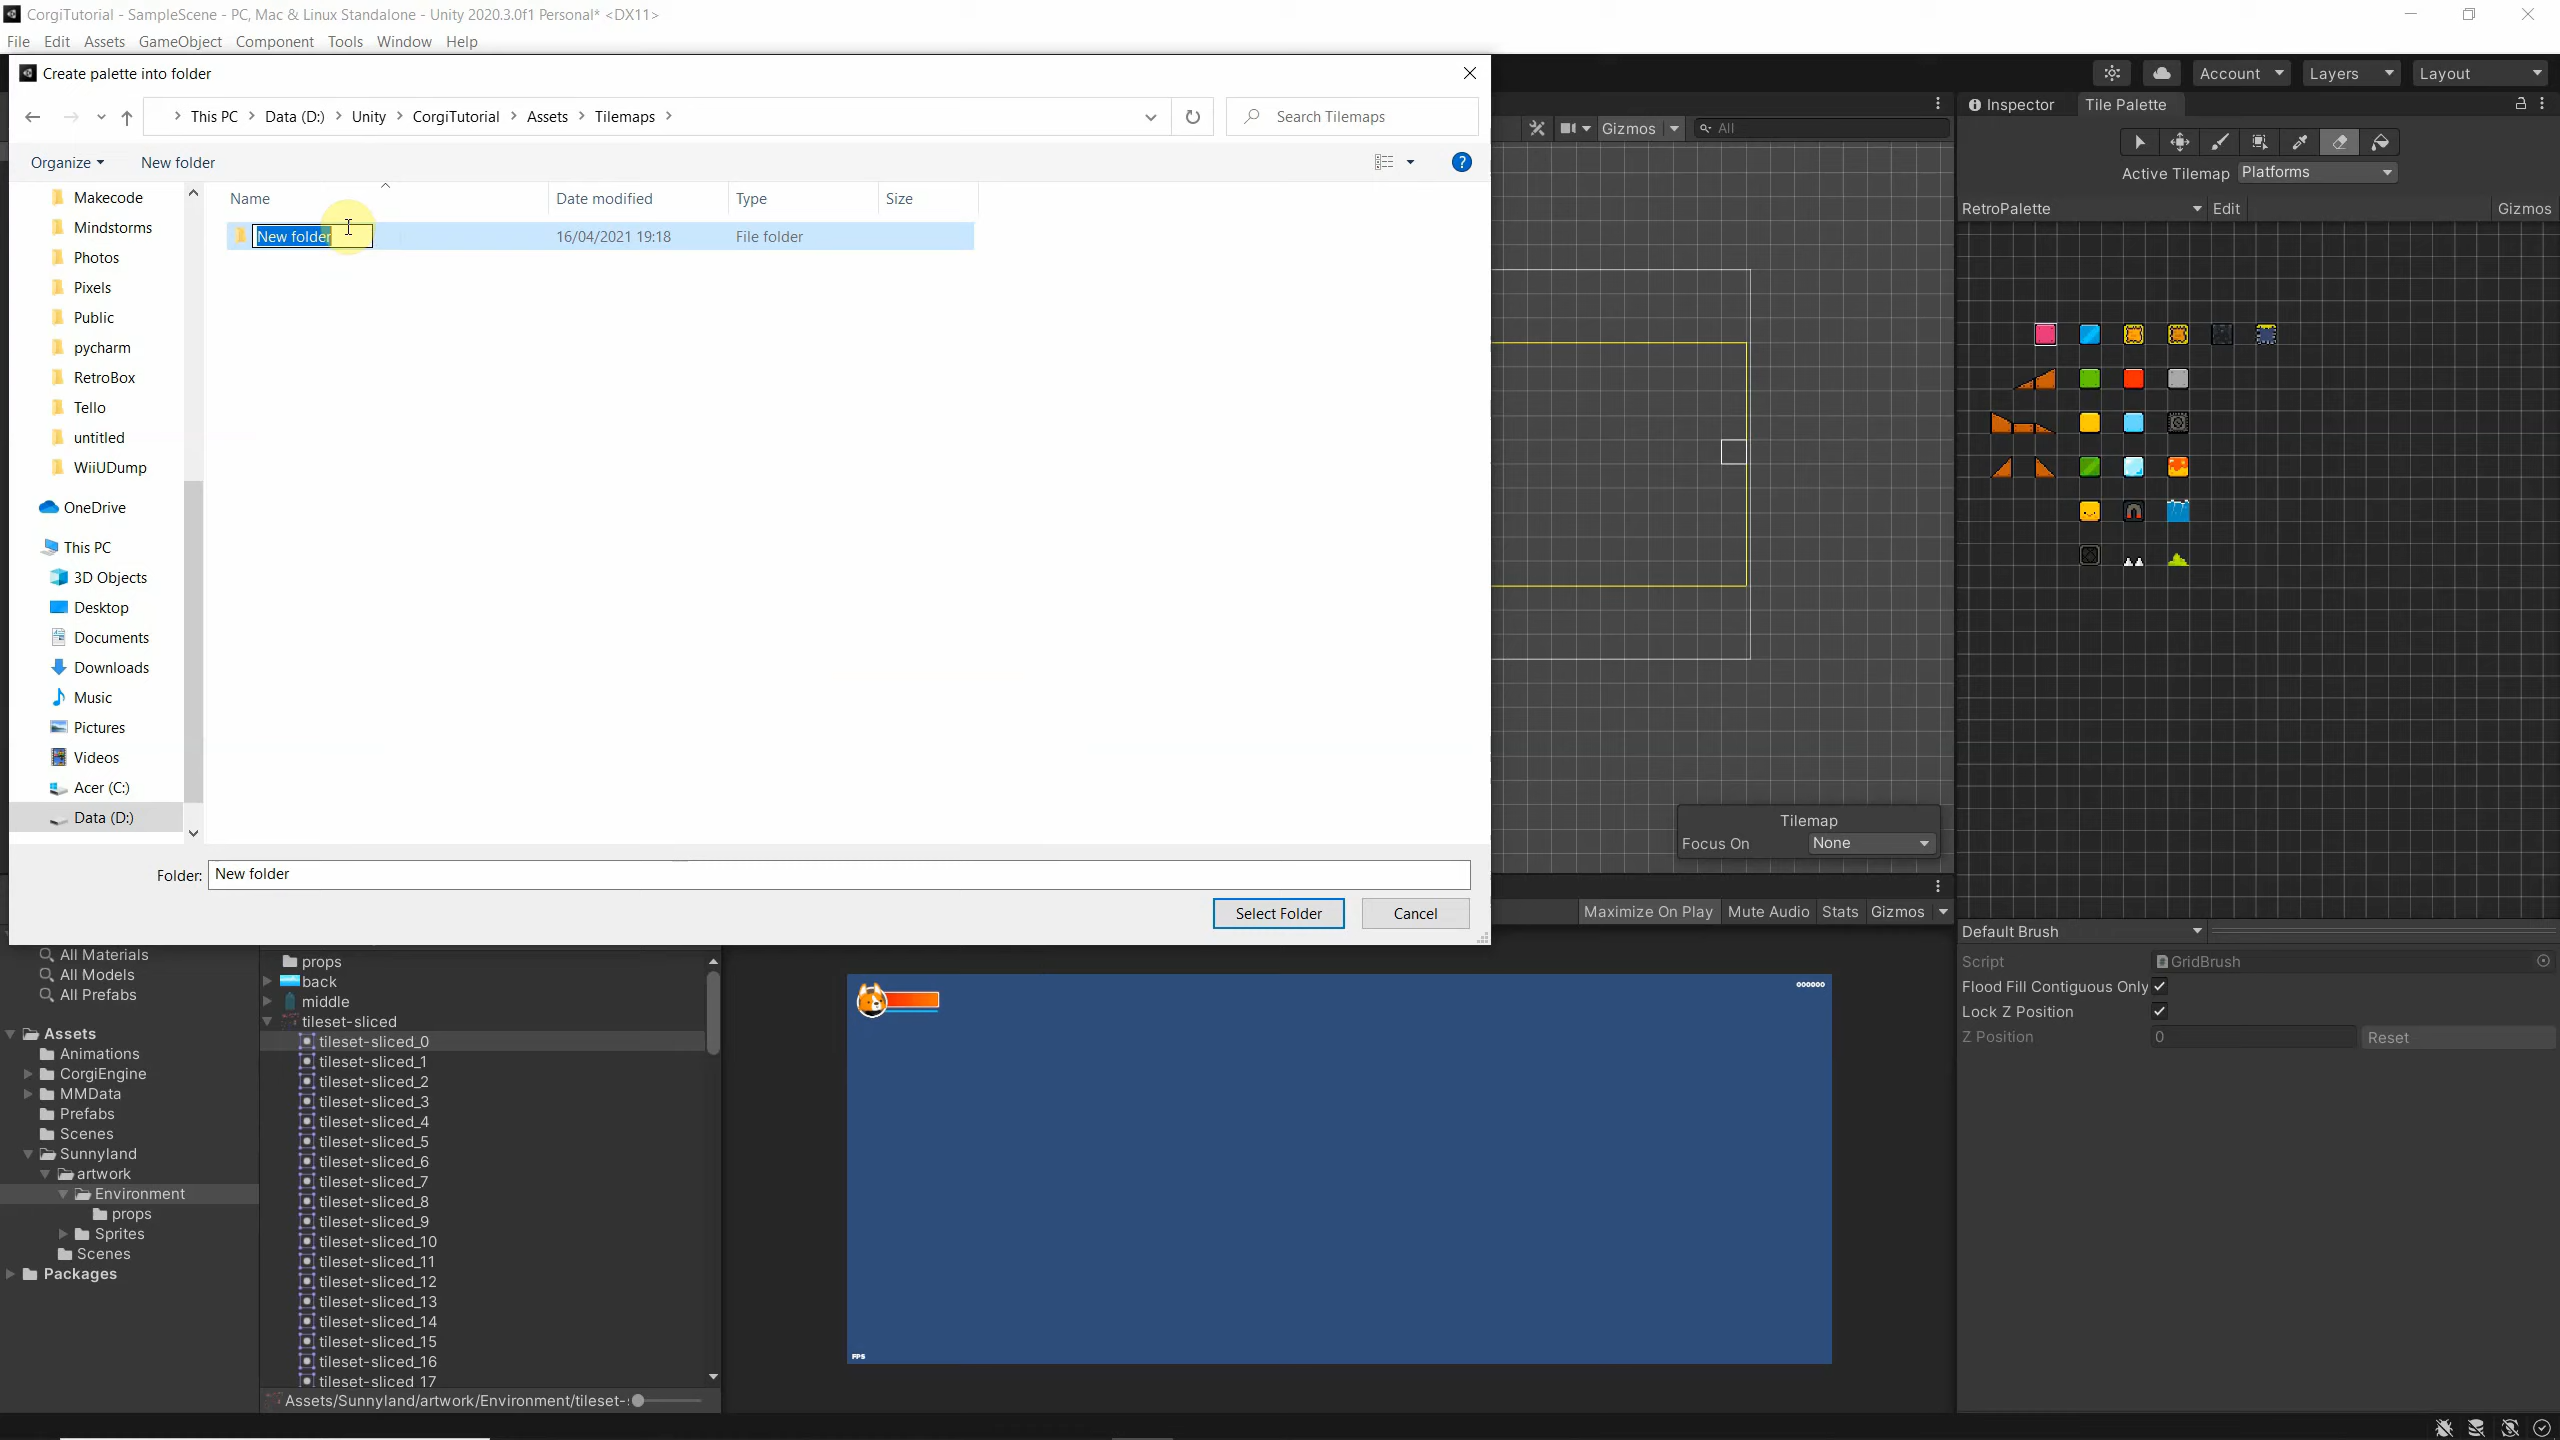 CorgiTutorial - SampleScene - PC, Mac & Linux Standalone - Unity 2020.3.0f1 Personal* <DX11>
File Edit Assets GameObject Component Tools Window Help
Create palette into folder
This PC > Data (D:) > Unity > CorgiTutorial > Assets > Tilemaps >
Search Tilemaps
Organize
New folder
Name
Date modified
Type
Size
New folder
16/04/2021 19:18
File folder
Makecode
Mindstorms
Photos
Pixels
Public
pycharm
RetroBox
Tello
untitled
WiiUDump
OneDrive
This PC
3D Objects
Desktop
Documents
Downloads
Music
Pictures
Videos
Acer (C:)
Data (D:)
Folder:
New folder
Select Folder
Cancel
Account
Layers
Layout
Gizmos
All
Inspector
Tile Palette
Active Tilemap
Platforms
RetroPalette
Edit
Gizmos
Tilemap
Focus On
None
Maximize On Play
Mute Audio
Stats
Gizmos
Default Brush
Script
GridBrush
Flood Fill Contiguous Only
Lock Z Position
Z Position
0
Reset
All Materials
All Models
All Prefabs
Assets
Animations
CorgiEngine
MMData
Prefabs
Scenes
Sunnyland
artwork
Environment
props
Sprites
Scenes
Packages
props
back
middle
tileset-sliced
tileset-sliced_0
tileset-sliced_1
tileset-sliced_2
tileset-sliced_3
tileset-sliced_4
tileset-sliced_5
tileset-sliced_6
tileset-sliced_7
tileset-sliced_8
tileset-sliced_9
tileset-sliced_10
tileset-sliced_11
tileset-sliced_12
tileset-sliced_13
tileset-sliced_14
tileset-sliced_15
tileset-sliced_16
tileset-sliced_17
Assets/Sunnyland/artwork/Environment/tileset-
000000
FPS